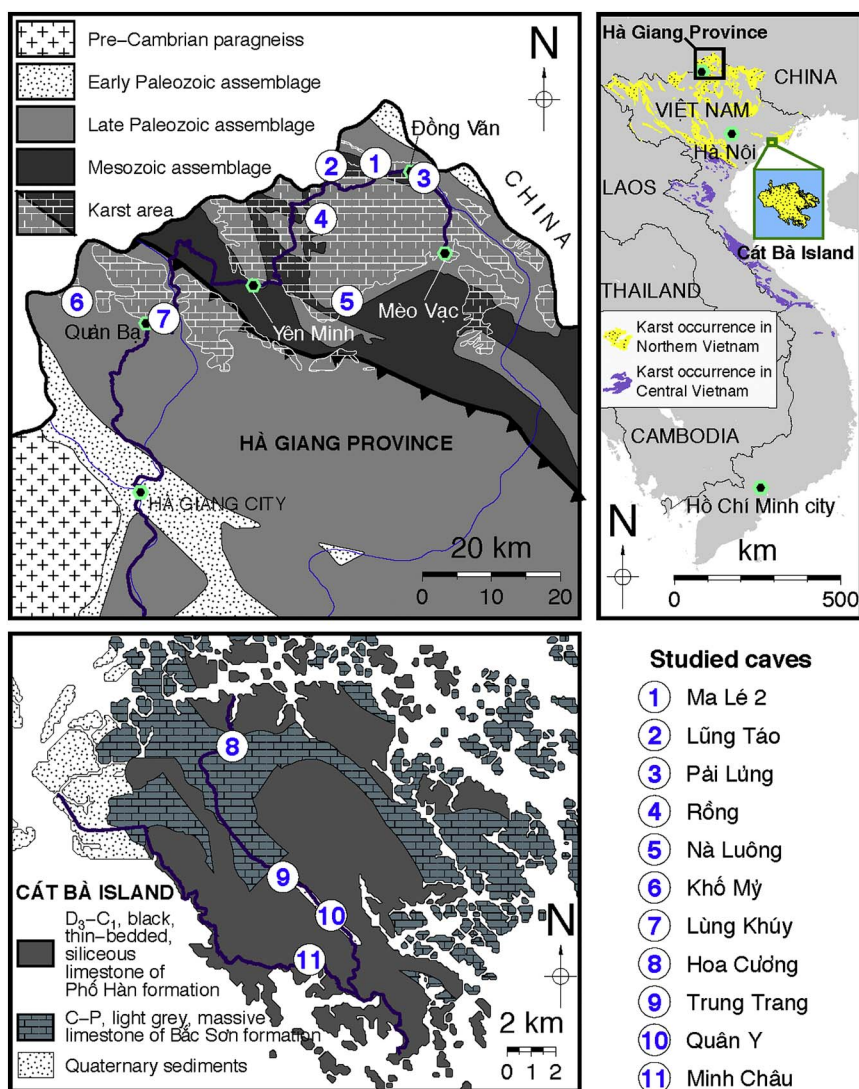 Pre–Cambrian paragneiss
Early Paleozoic assemblage
Late Paleozoic assemblage
Mesozoic assemblage
Karst area
N
Đồng Văn
CHINA
1
2
3
4
5
6
7
Mèo Vạc
Yên Minh
Quản Bạ
HÀ GIANG PROVINCE
HÀ GIANG CITY
20 km
0 10 20
Hà Giang Province
CHINA
VIỆT NAM
Hà Nội
LAOS
Cát Bà Island
THAILAND
Karst occurrence in
Northern Vietnam
Karst occurrence in
Central Vietnam
CAMBODIA
Hồ Chí Minh city
N
km
0 500
8
9
10
11
CÁT BÀ ISLAND
D3–C1, black,
thin–bedded,
siliceous
limestone of
Phố Hàn formation
C–P, light grey, massive
limestone of Bắc Sơn formation
Quaternary sediments
N
2 km
0 1 2
Studied caves
1 Ma Lé 2
2 Lũng Táo
3 Pải Lủng
4 Rồng
5 Nà Luông
6 Khố Mỷ
7 Lùng Khúy
8 Hoa Cương
9 Trung Trang
10 Quân Y
11 Minh Châu